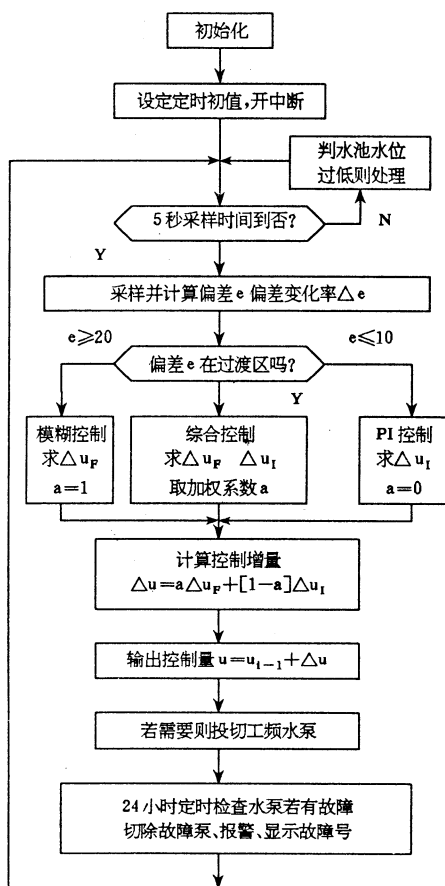 初始化
设定定时初值,开中断
判水池水位
过低则处理
5秒采样时间到否?
N
Y
采样并计算偏差e 偏差变化率△e
e≥20
e≤10
偏差e在过渡区吗?
Y
模糊控制
求△uF
a=1
综合控制
求△uF △uI
取加权系数a
PI控制
求△uI
a=0
计算控制增量
△u=a△uF+[1-a]△uI
输出控制量u=ui-1+△u
若需要则投切工频水泵
24小时定时检查水泵若有故障
切除故障泵、报警、显示故障号